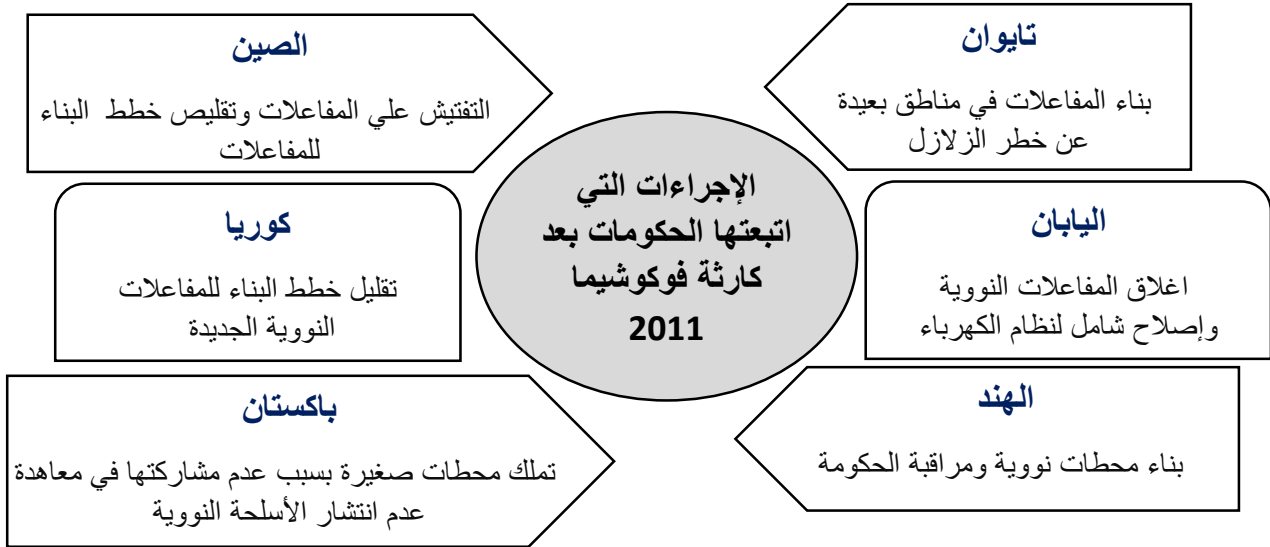 تايوان
بناء المفاعلات في مناطق بعيدة
عن خطر الزلازل
الصين
التفتيش علي المفاعلات وتقليص خطط البناء
للمفاعلات
الإجراءات التي
اتبعتها الحكومات بعد
كارثة فوكوشيما
2011
اليابان
اغلاق المفاعلات النووية
وإصلاح شامل لنظام الكهرباء
كوريا
تقليل خطط البناء للمفاعلات
النووية الجديدة
الهند
بناء محطات نووية ومراقبة الحكومة
باكستان
تملك محطات صغيرة بسبب عدم مشاركتها في معاهدة
عدم انتشار الأسلحة النووية